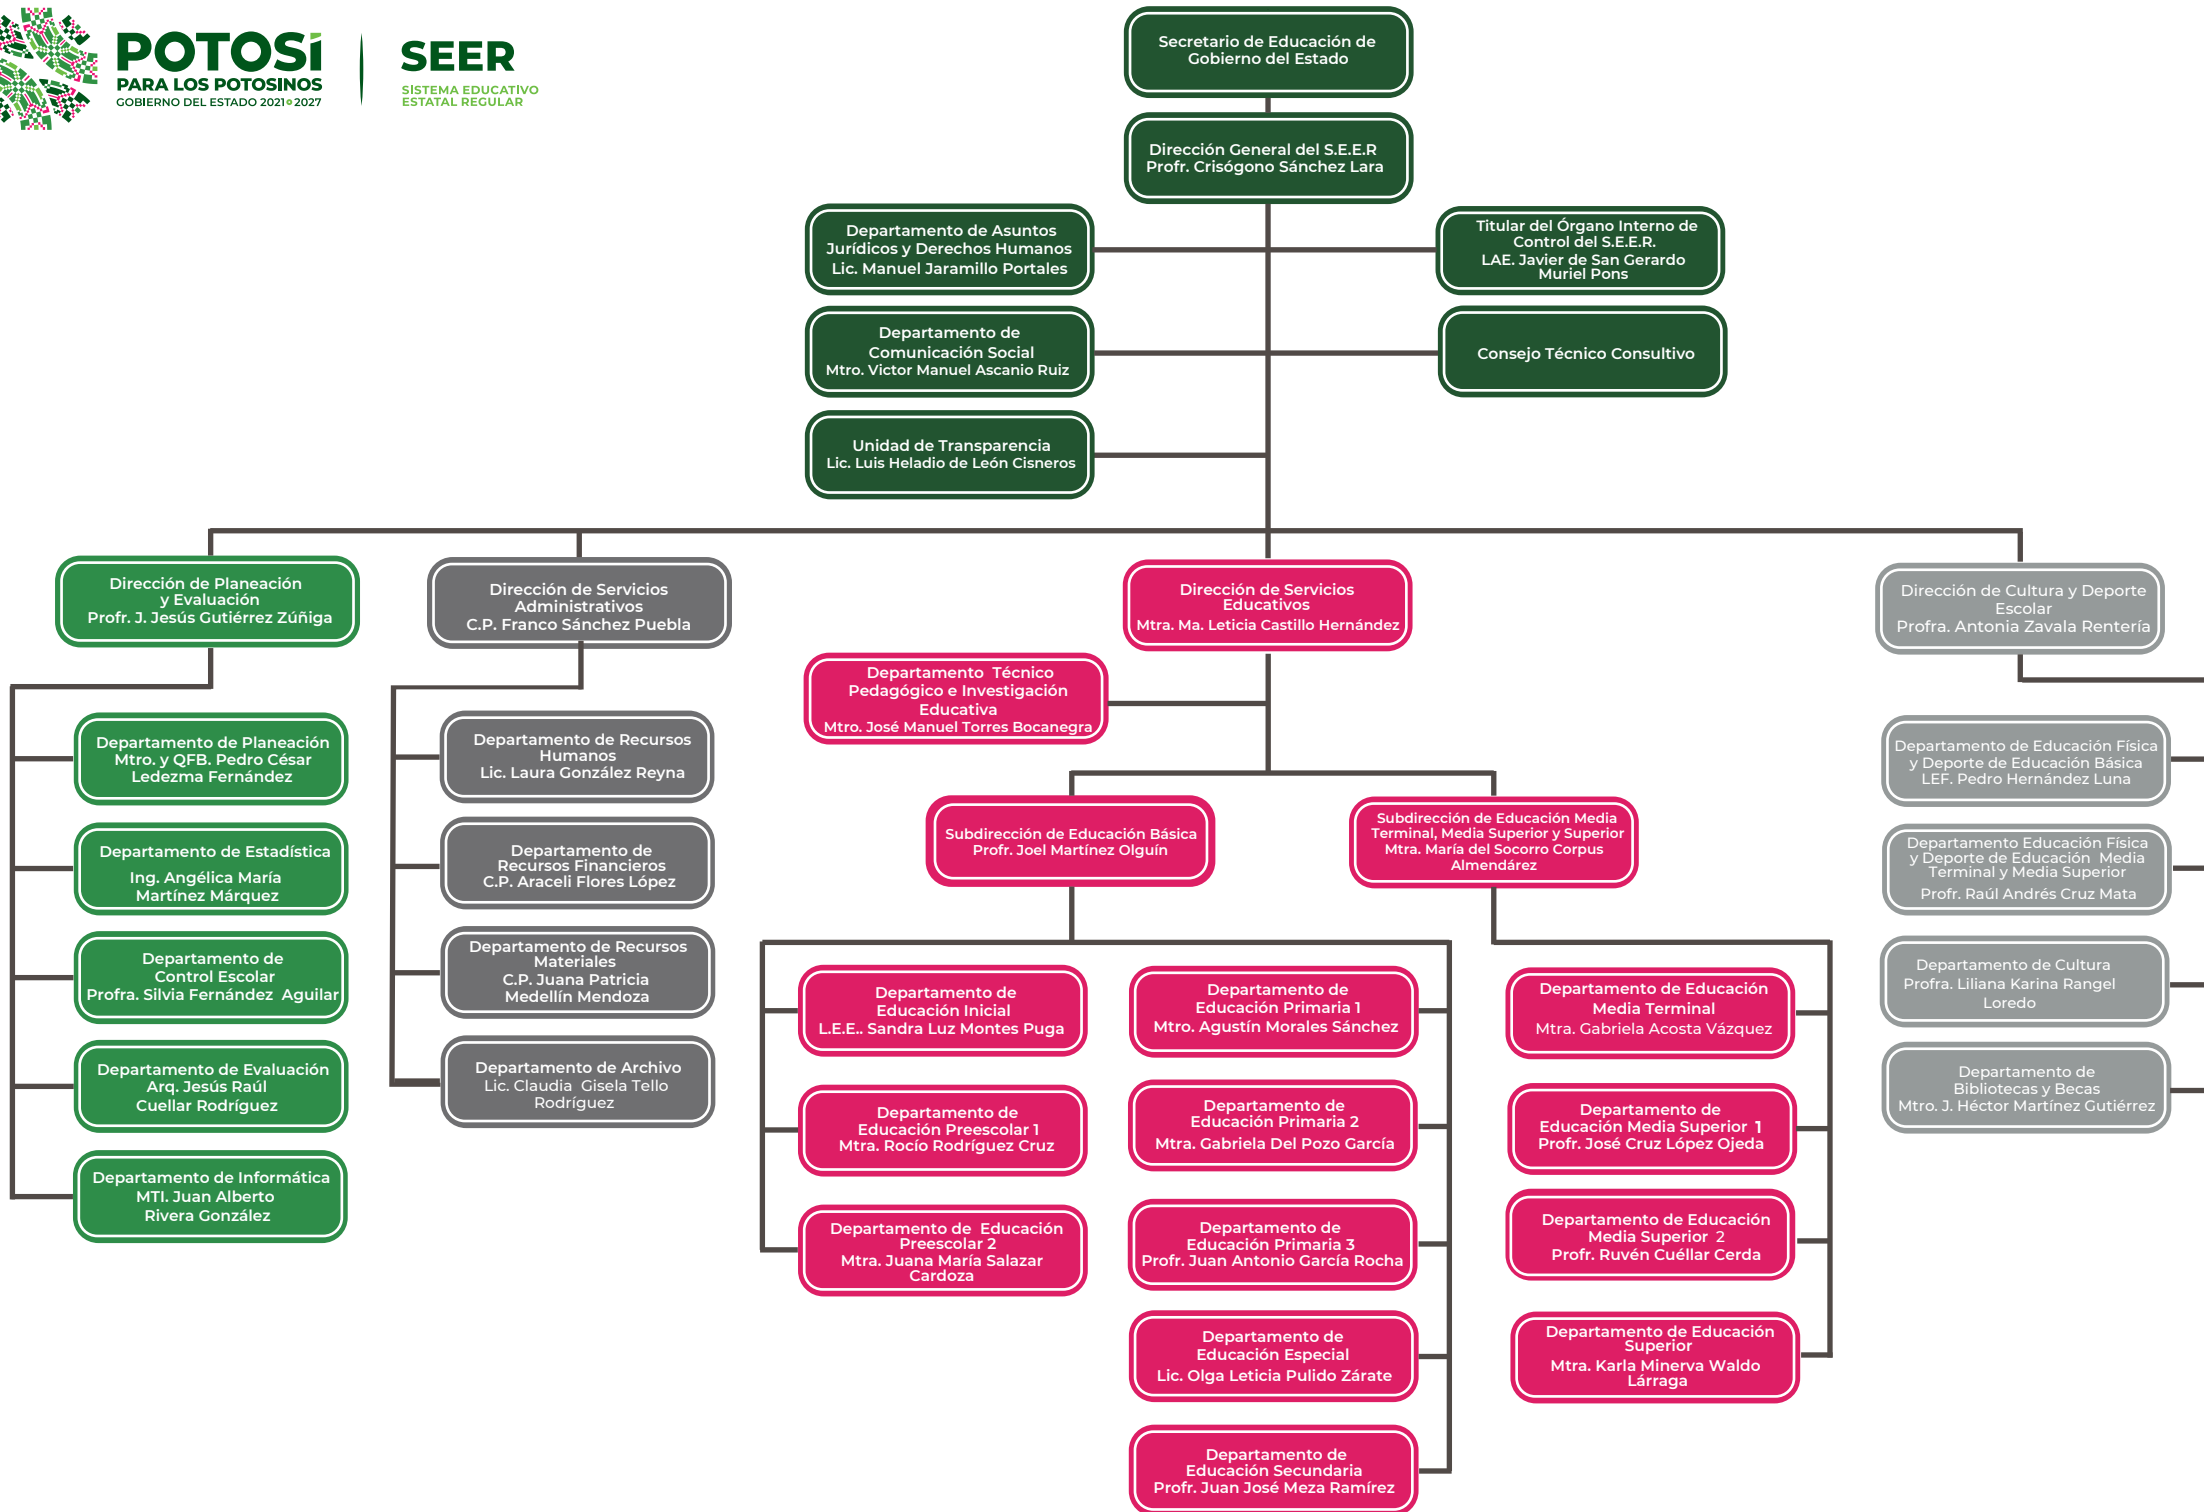 POTOSÍ
PARA LOS POTOSINOS
GOBIERNO DEL ESTADO 2021 2027
SEER
SISTEMA EDUCATIVO
ESTATAL REGULAR
Secretario de Educación de
Gobierno del Estado
Dirección General del S.E.E.R
Profr. Crisógono Sánchez Lara
Departamento de Asuntos
Jurídicos y Derechos Humanos
Lic. Manuel Jaramillo Portales
Titular del Órgano Interno de
Control del S.E.E.R.
LAE. Javier de San Gerardo
Muriel Pons
Departamento de
Comunicación Social
Mtro. Victor Manuel Ascanio Ruiz
Consejo Técnico Consultivo
Unidad de Transparencia
Lic. Luis Heladio de León Cisneros
Dirección de Planeación
y Evaluación
Profr. J. Jesús Gutiérrez Zúñiga
Dirección de Servicios
Administrativos
C.P. Franco Sánchez Puebla
Dirección de Servicios
Educativos
Mtra. Ma. Leticia Castillo Hernández
Dirección de Cultura y Deporte
Escolar
Profra. Antonia Zavala Rentería
Departamento de Planeación
Mtro. y QFB. Pedro César
Ledezma Fernández
Departamento de Estadística
Ing. Angélica María
Martínez Márquez
Departamento de
Control Escolar
Profra. Silvia Fernández Aguilar
Departamento de Evaluación
Arq. Jesús Raúl
Cuellar Rodríguez
Departamento de Informática
MTI. Juan Alberto
Rivera González
Departamento de Recursos
Humanos
Lic. Laura González Reyna
Departamento de
Recursos Financieros
C.P. Araceli Flores López
Departamento de Recursos
Materiales
C.P. Juana Patricia
Medellín Mendoza
Departamento de Archivo
Lic. Claudia Gisela Tello
Rodríguez
Departamento Técnico
Pedagógico e Investigación
Educativa
Mtro. José Manuel Torres Bocanegra
Subdirección de Educación Básica
Profr. Joel Martínez Olguín
Subdirección de Educación Media
Terminal, Media Superior y Superior
Mtra. María del Socorro Corpus
Almendárez
Departamento de
Educación Inicial
L.E.E.. Sandra Luz Montes Puga
Departamento de
Educación Preescolar 1
Mtra. Rocío Rodríguez Cruz
Departamento de Educación
Preescolar 2
Mtra. Juana María Salazar
Cardoza
Departamento de
Educación Primaria 1
Mtro. Agustín Morales Sánchez
Departamento de
Educación Primaria 2
Mtra. Gabriela Del Pozo García
Departamento de
Educación Primaria 3
Profr. Juan Antonio García Rocha
Departamento de
Educación Especial
Lic. Olga Leticia Pulido Zárate
Departamento de
Educación Secundaria
Profr. Juan José Meza Ramírez
Departamento de Educación
Media Terminal
Mtra. Gabriela Acosta Vázquez
Departamento de
Educación Media Superior 1
Profr. José Cruz López Ojeda
Departamento de Educación
Media Superior 2
Profr. Ruvén Cuéllar Cerda
Departamento de Educación
Superior
Mtra. Karla Minerva Waldo
Lárraga
Departamento de Educación Física
y Deporte de Educación Básica
LEF. Pedro Hernández Luna
Departamento Educación Física
y Deporte de Educación Media
Terminal y Media Superior
Profr. Raúl Andrés Cruz Mata
Departamento de Cultura
Profra. Liliana Karina Rangel
Loredo
Departamento de
Bibliotecas y Becas
Mtro. J. Héctor Martínez Gutiérrez